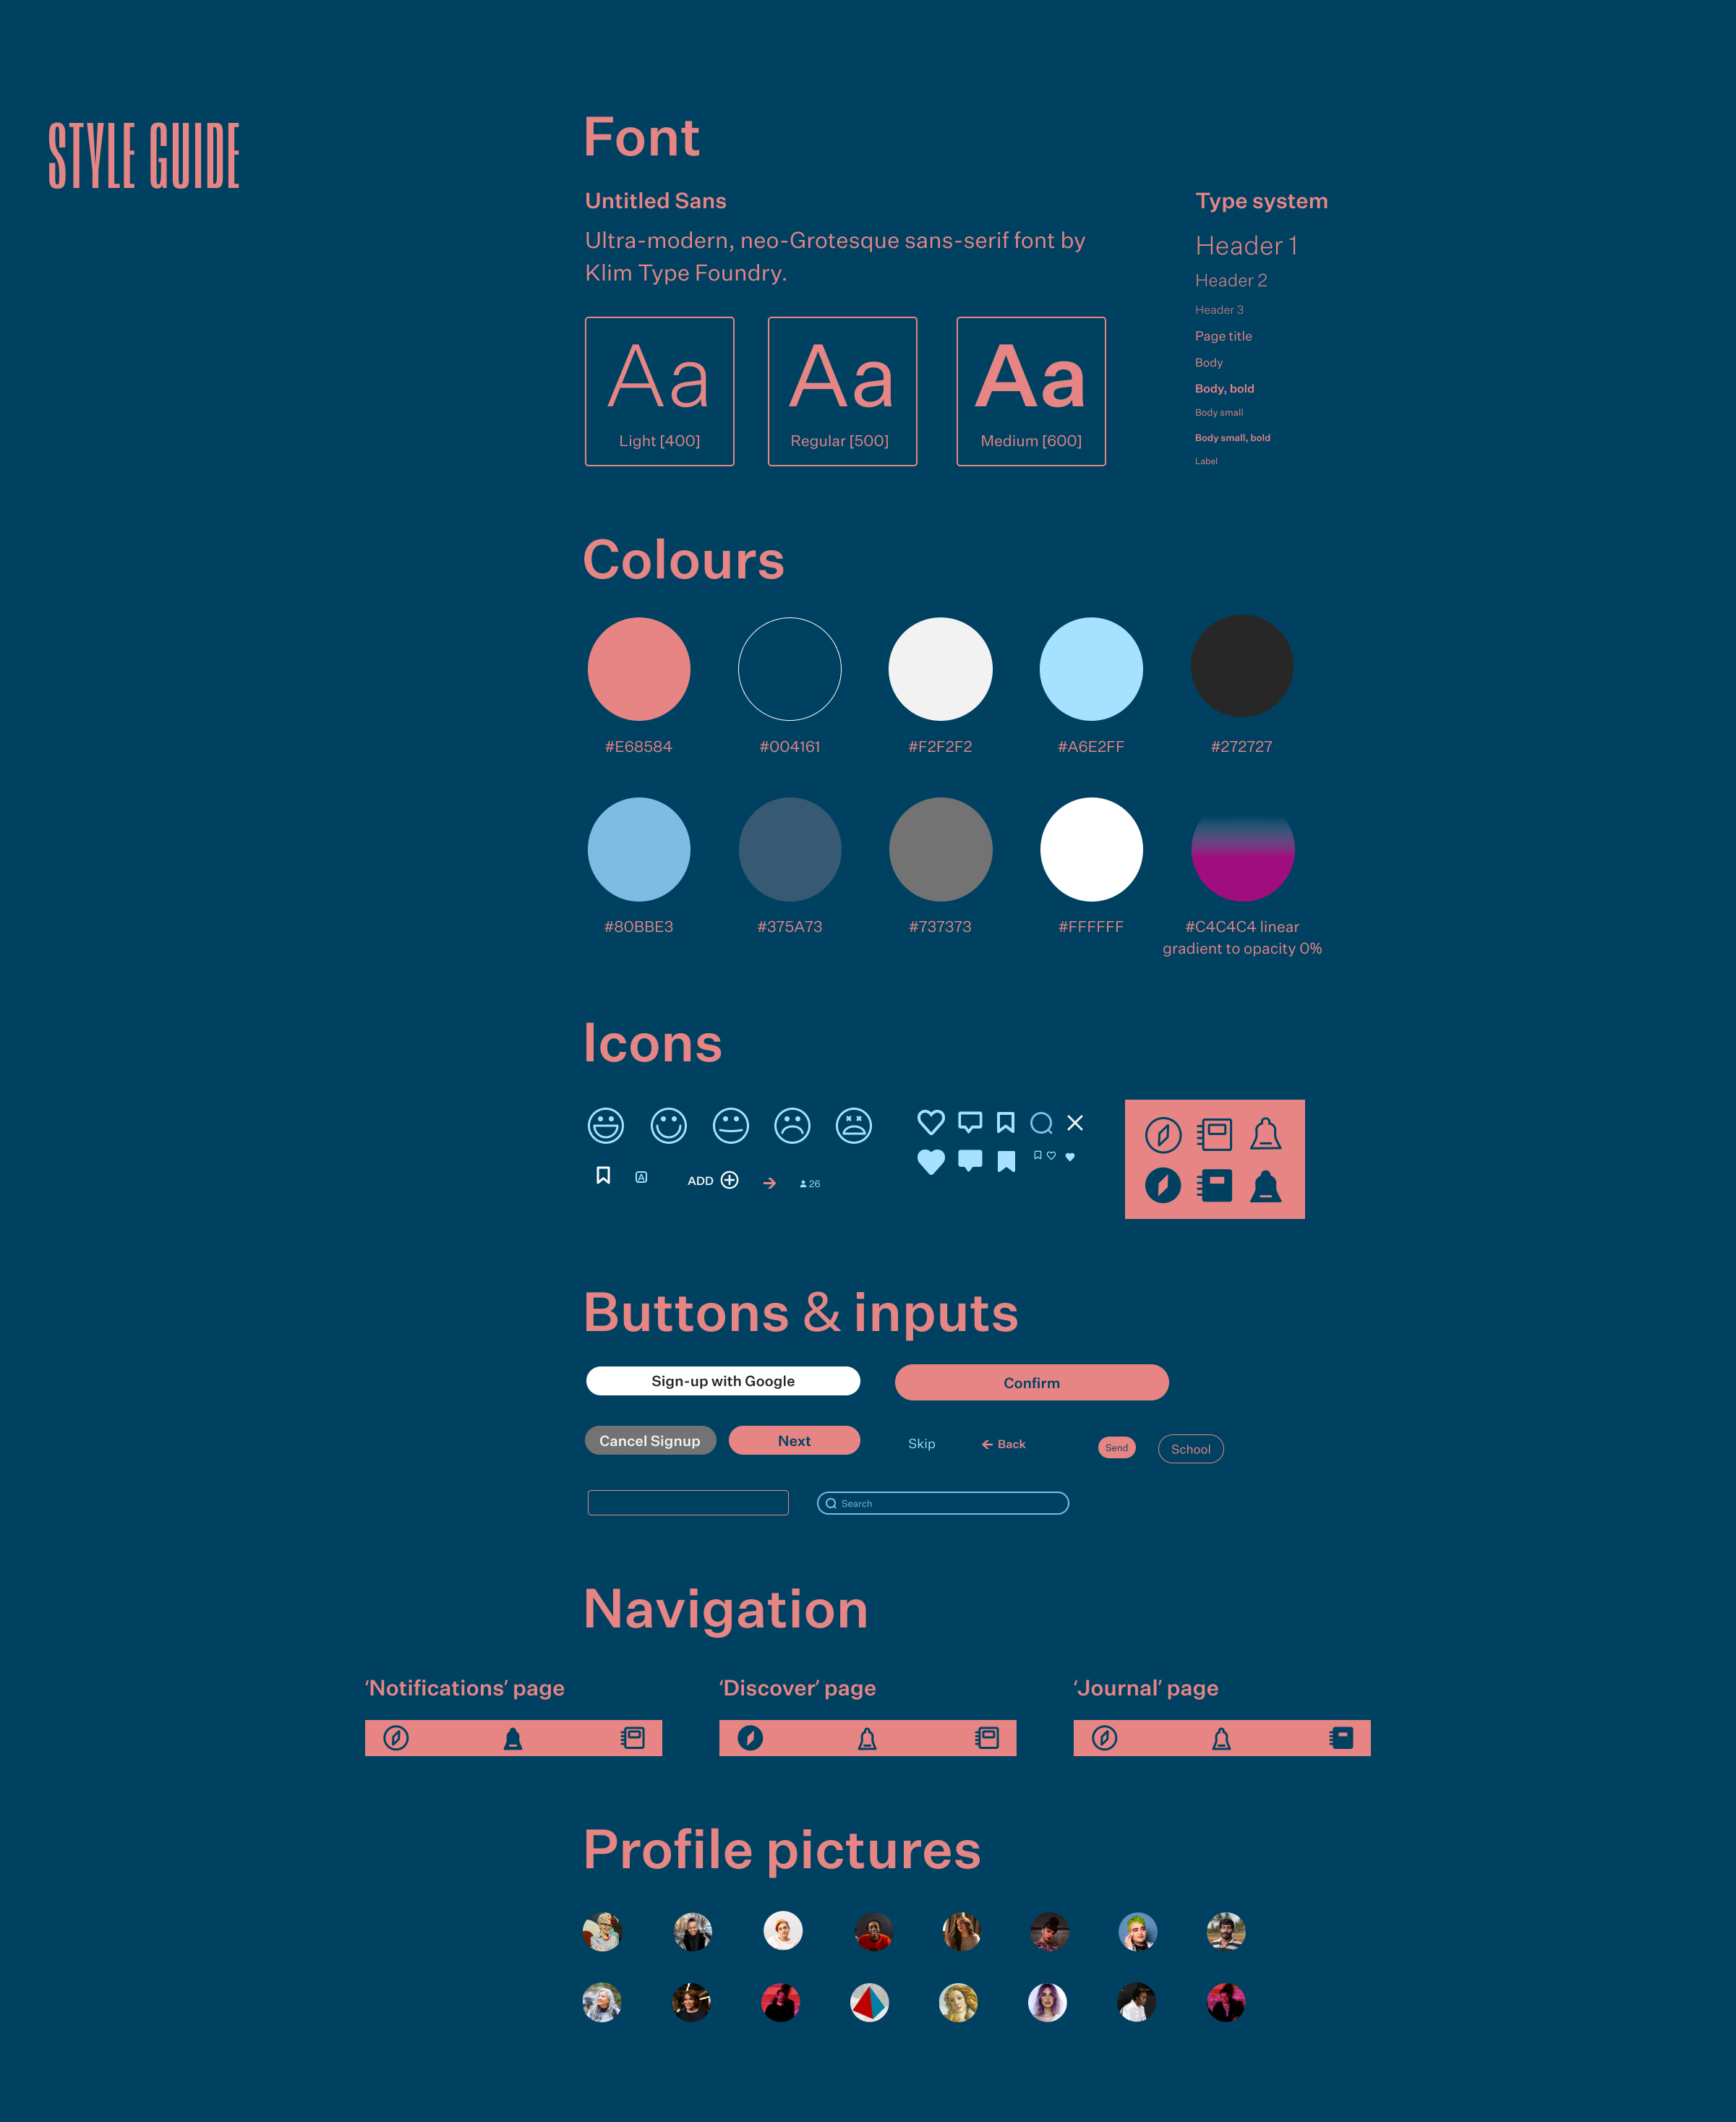 STYLE GUIDE
Font
Untitled Sans
Ultra-modern, neo-Grotesque sans-serif font by
Klim Type Foundry.
Aa
Light [400]
Aa
Regular [500]
Aa
Medium [600]
Type system
Header 1
Header 2
Header 3
Page title
Body
Body, bold
Body small
Body small, bold
Label
Colours
#E68584
#004161
#F2F2F2
#A6E2FF
#272727
#80BBE3
#375A73
#737373
#FFFFFF
#C4C4C4 linear
gradient to opacity 0%
Icons
A
ADD
26
Buttons & inputs
Sign-up with Google
Confirm
Cancel Signup
Next
Skip
Back
Send
School
Search
Navigation
‘Notifications’ page
‘Discover’ page
‘Journal’ page
Profile pictures